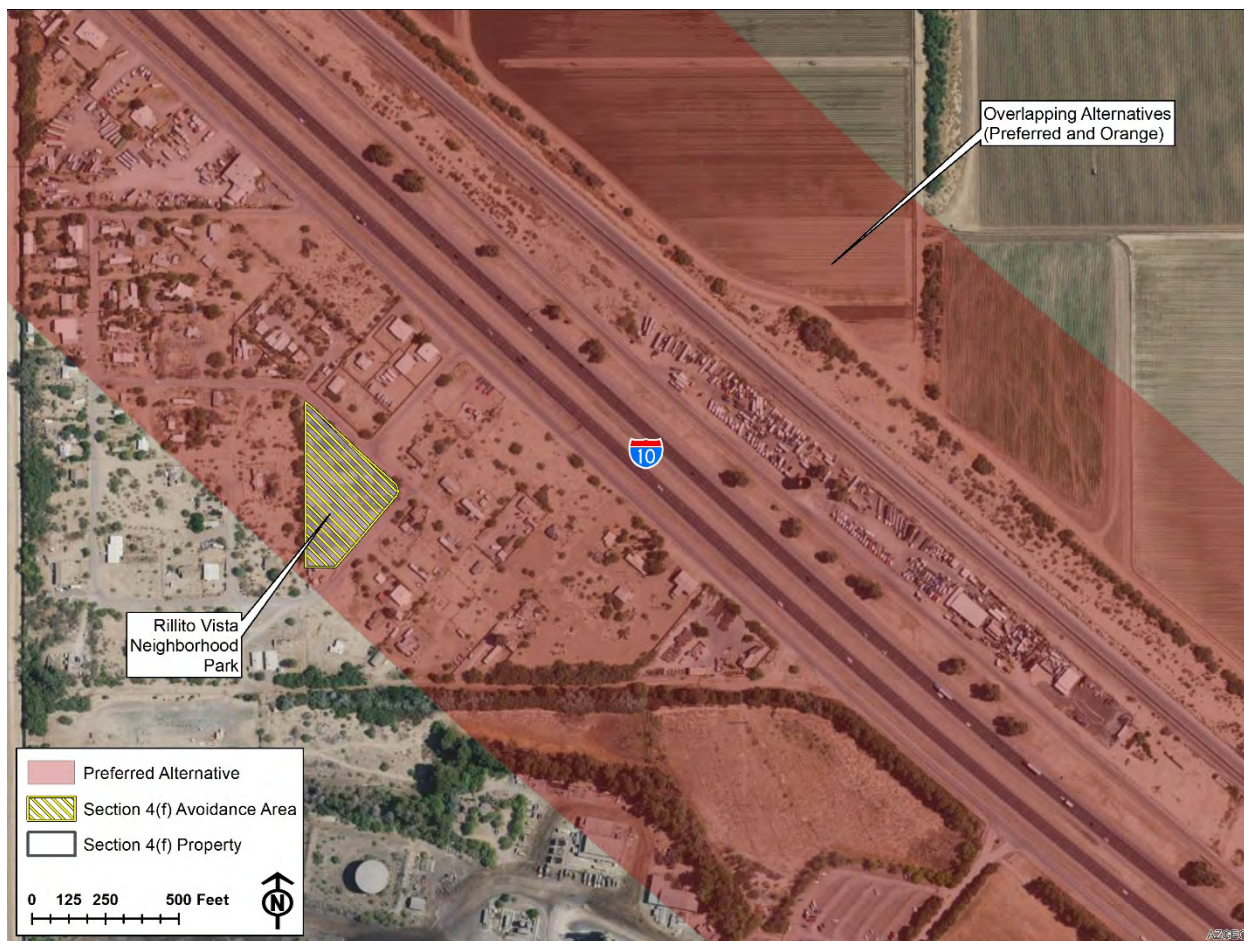 Overlapping Alternatives
(Preferred and Orange)
10
Rillito Vista
Neighborhood
Park
Preferred Alternative
Section 4(f) Avoidance Area
Section 4(f) Property
0 125 250 500 Feet
N